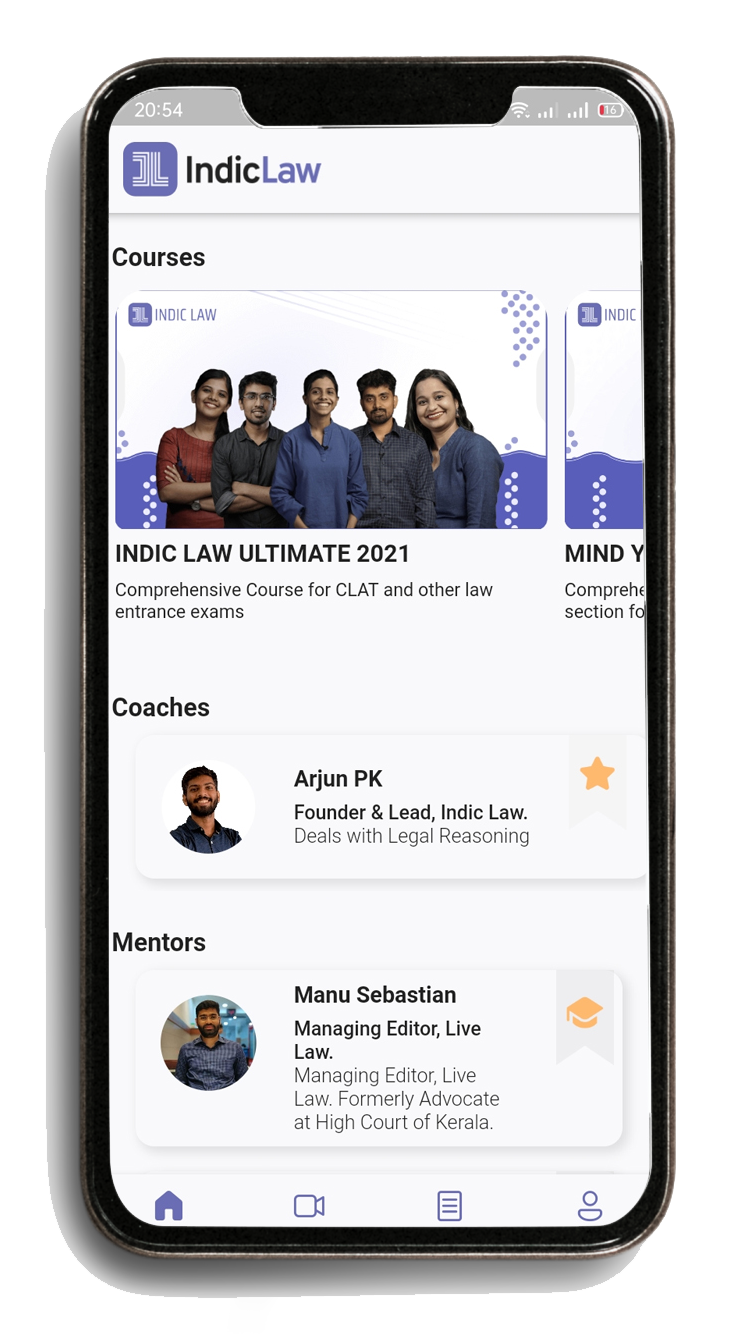 20:54
16
IndicLaw
Courses
INDIC LAW
INDIC
INDIC LAW ULTIMATE 2021
MIND Y
Comprehensive Course for CLAT and other law
entrance exams
Comprehe
section fo
Coaches
Arjun PK
Founder & Lead, Indic Law.
Deals with Legal Reasoning
Mentors
Manu Sebastian
Managing Editor, Live
Law.
Managing Editor, Live
Law. Formerly Advocate
at High Court of Kerala.